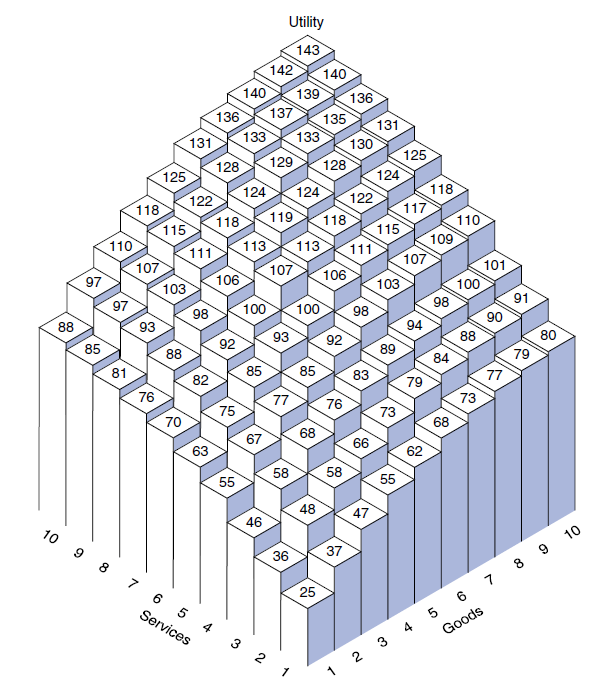 Utility
143
142 140
140 139 136
136 137 135 131
131 133 133 130 125
125 128 129 128 124 118
118 122 124 124 122 117 110
110 115 118 119 118 115 109 101
97 107 111 113 113 111 107 100 91
88 97 103 106 107 106 103 98 90 80
85 93 98 100 100 98 94 88 79
81 88 92 93 92 89 84 77
76 82 85 85 83 79 73
70 75 77 76 73 68
63 67 68 66 62
55 58 58 55
46 48 47
36 37
25
10 9 8 7 6 5 4 3 2 1
Services
1 2 3 4 5 6 7 8 9 10
Goods